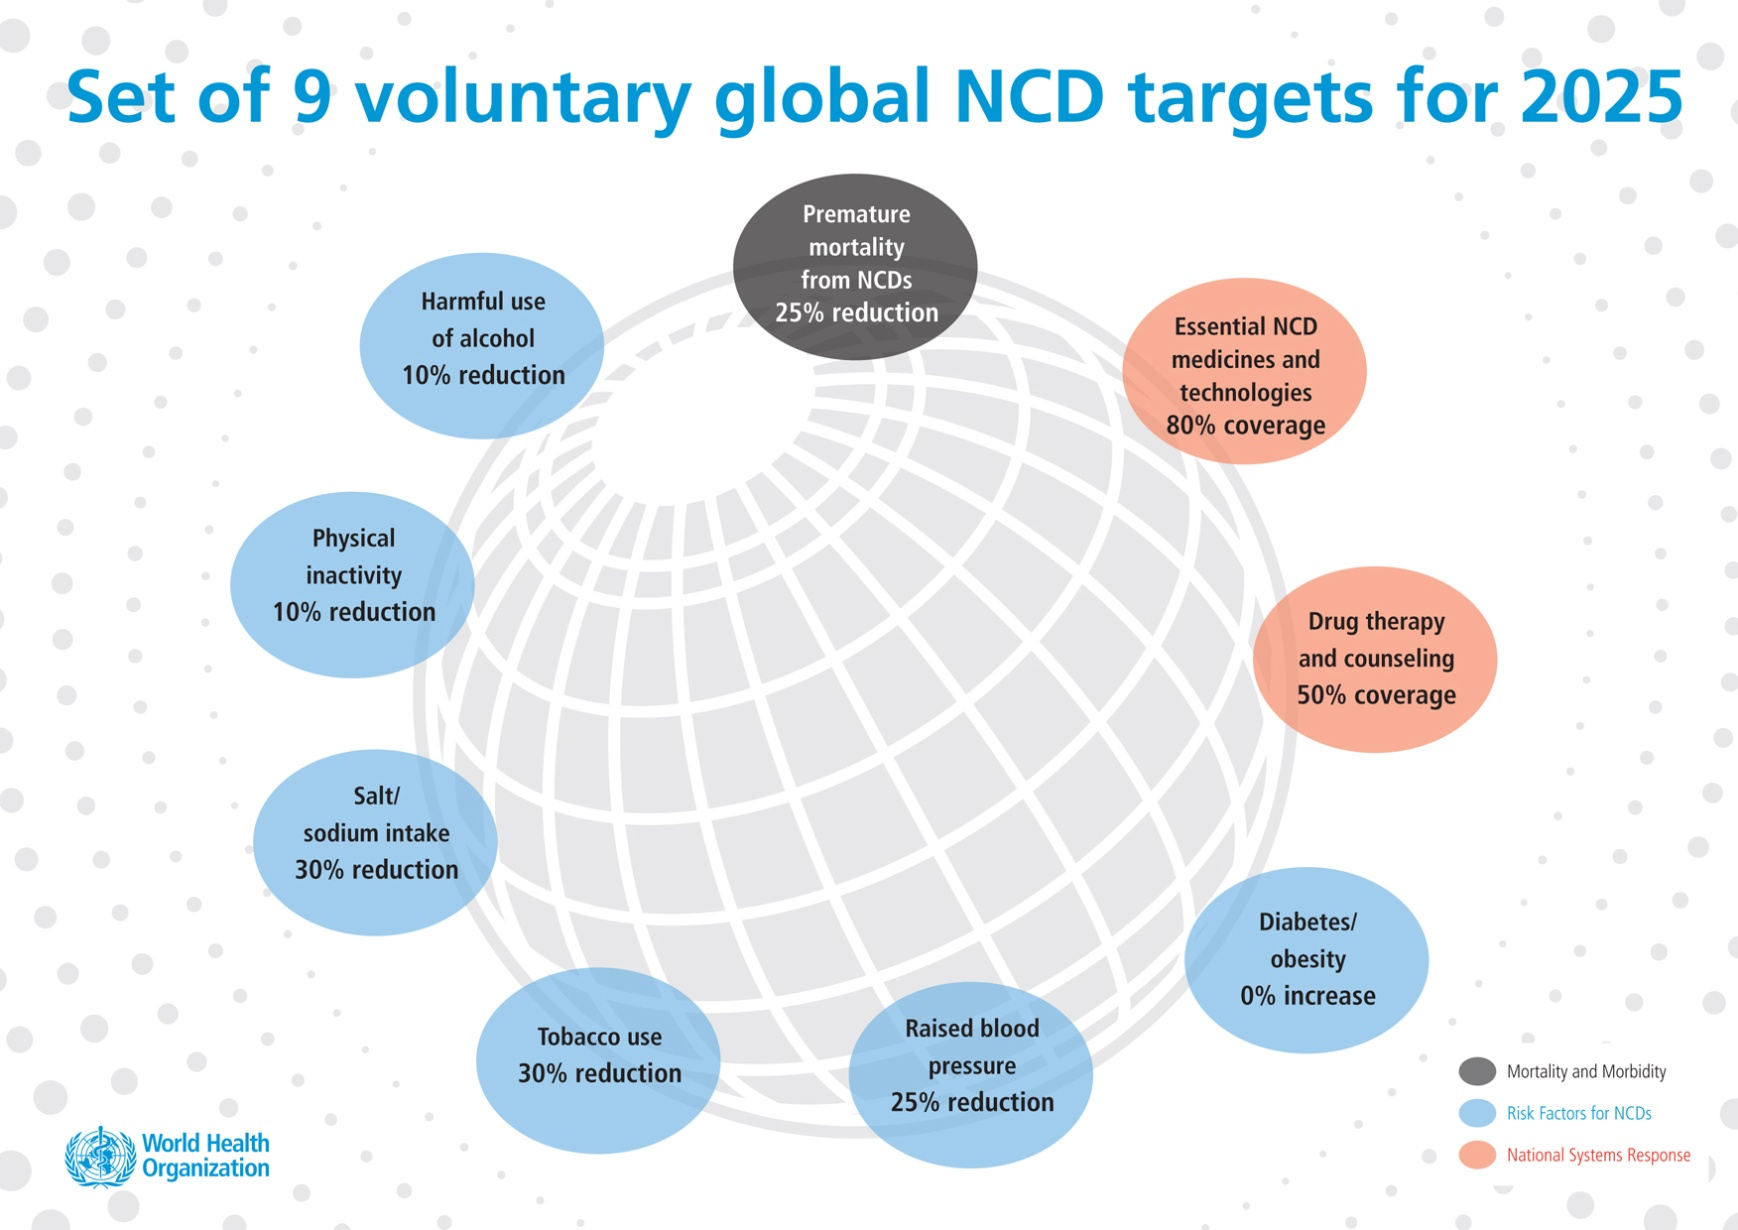 Set of 9 voluntary global NCD targets for 2025
Premature
mortality
from NCDs
25% reduction
Essential NCD
medicines and
technologies
80% coverage
Drug therapy
and counseling
50% coverage
Diabetes/
obesity
0% increase
Raised blood
pressure
25% reduction
Tobacco use
30% reduction
Salt/
sodium intake
30% reduction
Physical
inactivity
10% reduction
Harmful use
of alcohol
10% reduction
Mortality and Morbidity
Risk Factors for NCDs
National Systems Response
World Health
Organization